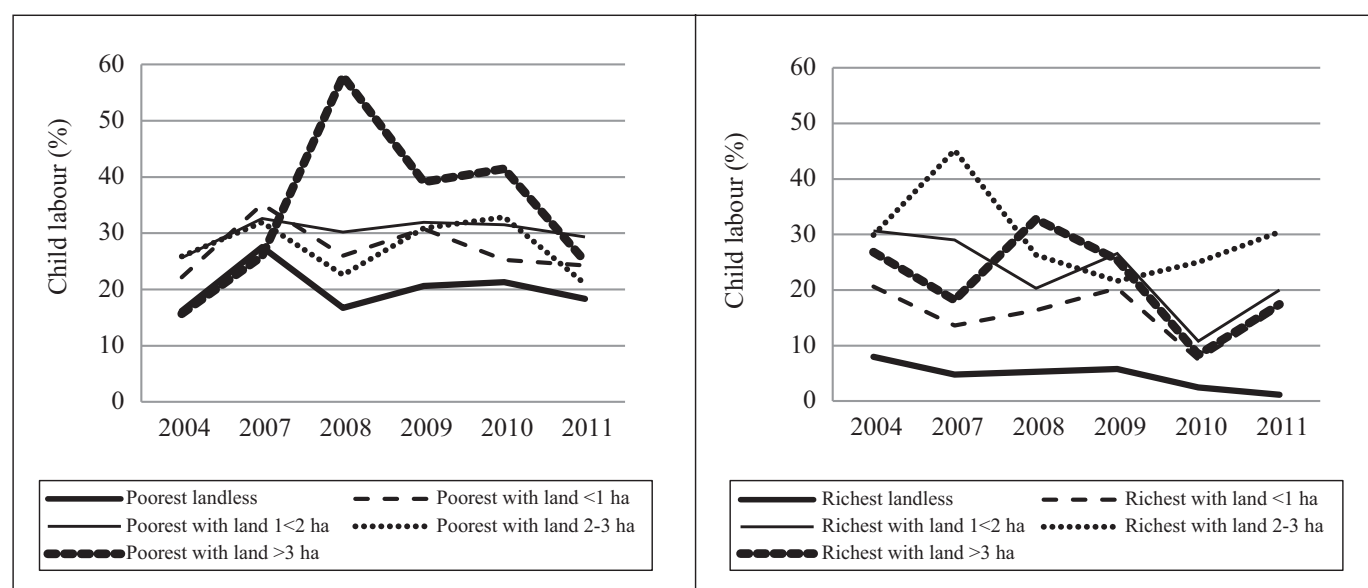 60
50
40
30
20
10
0
Child labour (%)
2004 2007 2008 2009 2010 2011
Poorest landless Poorest with land <1 ha
Poorest with land 1<2 ha Poorest with land 2-3 ha
Poorest with land >3 ha
60
50
40
30
20
10
0
Child labour (%)
2004 2007 2008 2009 2010 2011
Richest landless Richest with land <1 ha
Richest with land 1<2 ha Richest with land 2-3 ha
Richest with land >3 ha